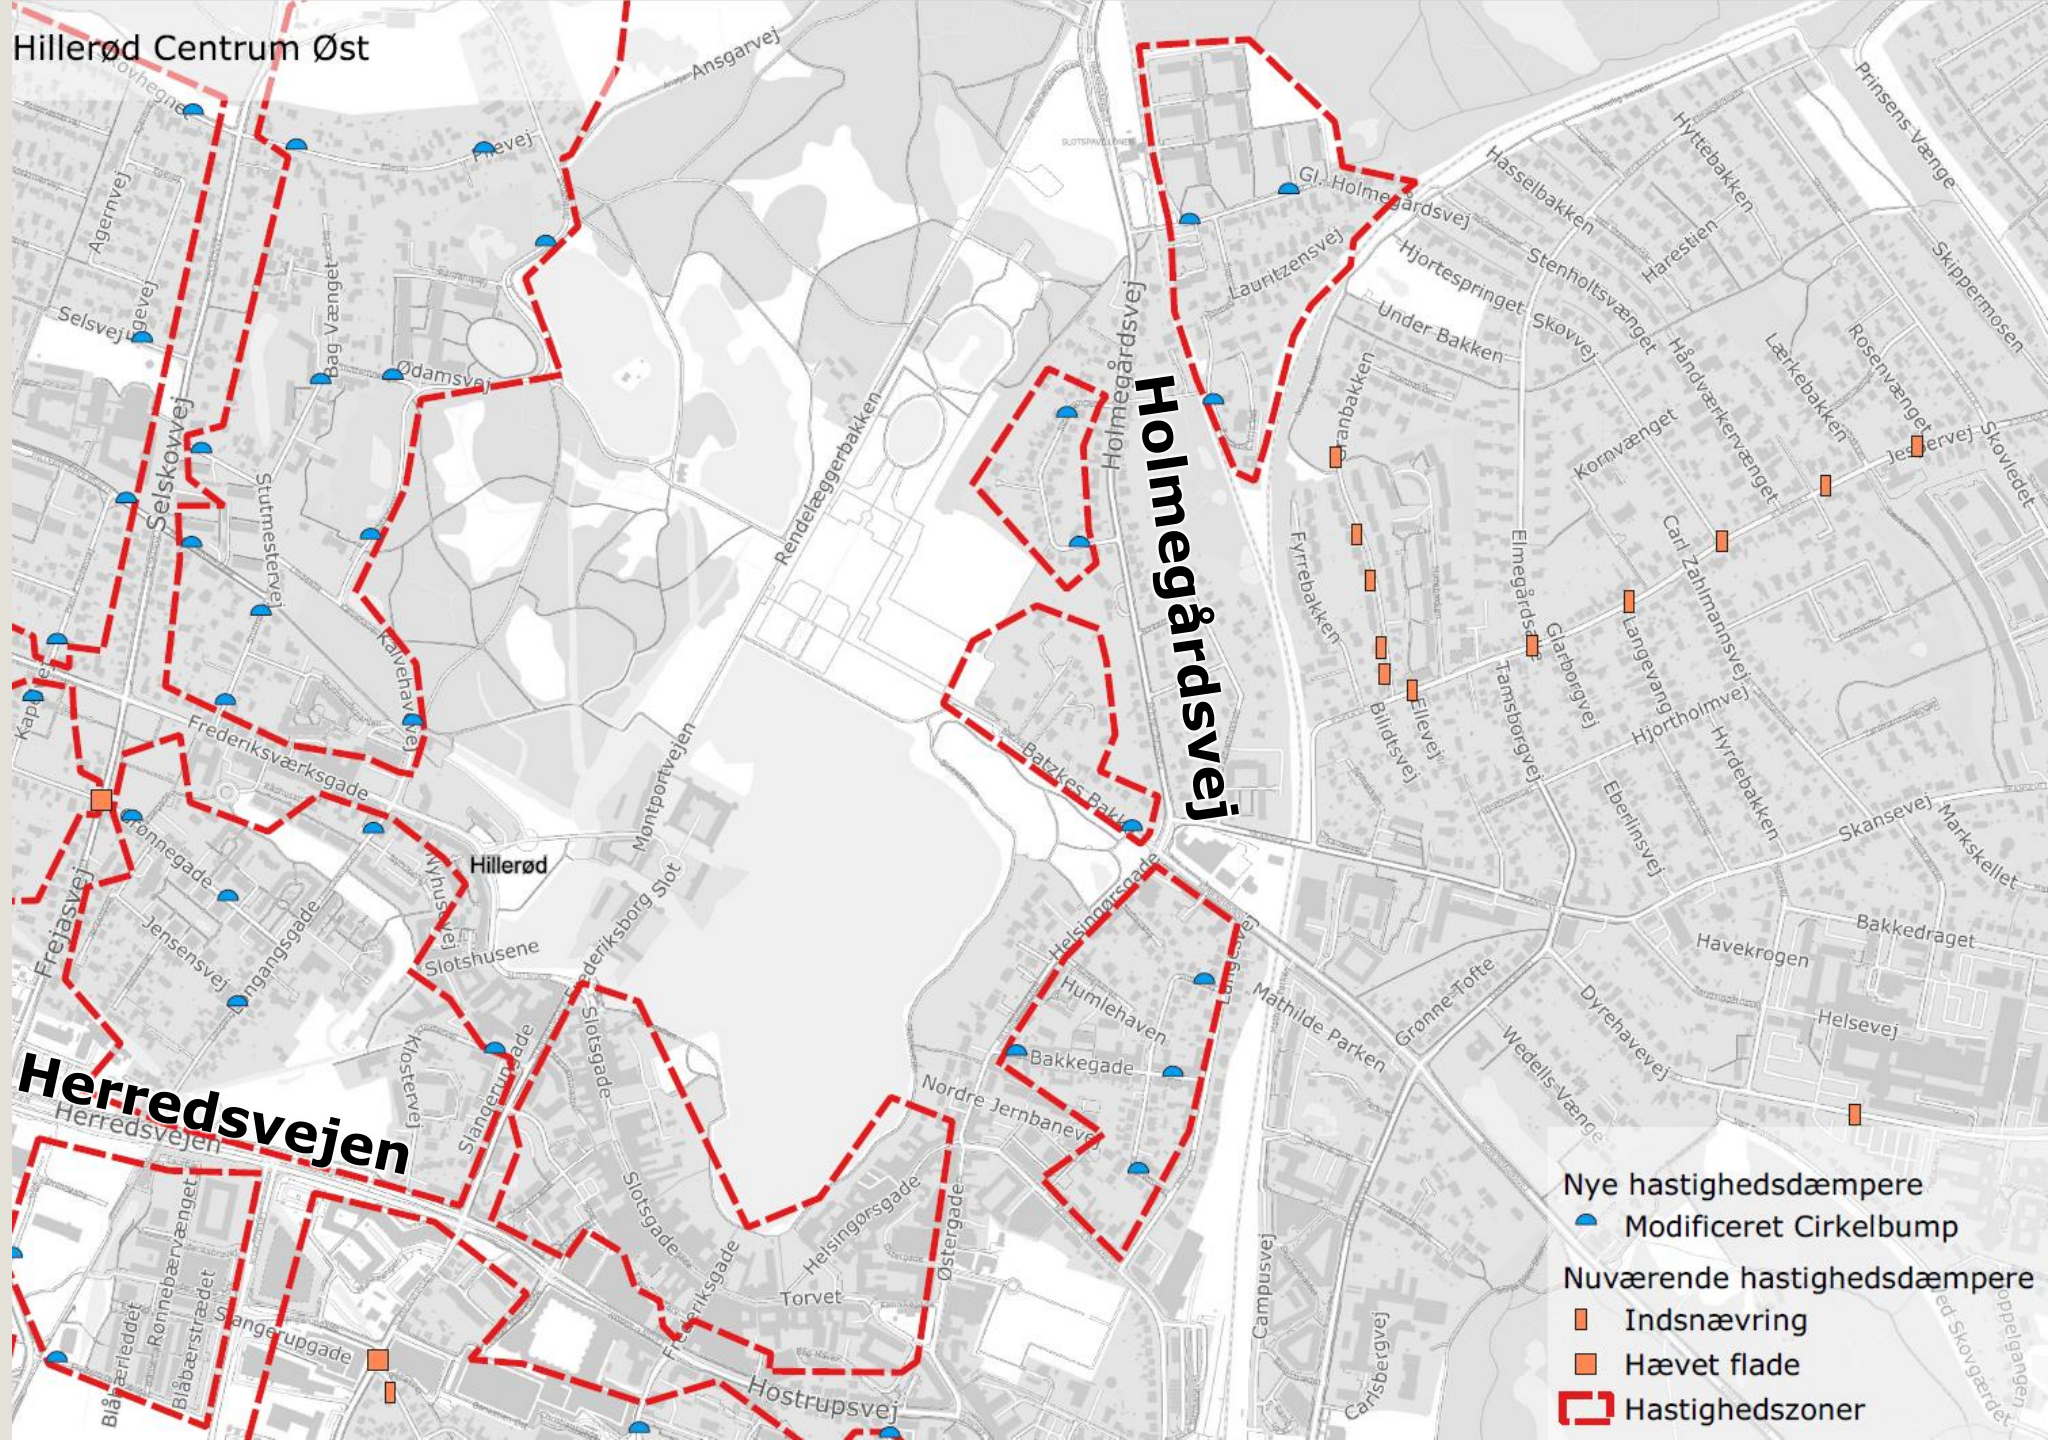 Hillerød Centrum Øst
Ansgarvej
Agernvej
Selsvej
Bag Vænget
Ødamsvej
Selskovvej
Stutmestervej
Kalvehavevej
Frederiksværksgade
Rendelæggerbakken
SLOTSPAVILLONEN
Holmegårdsvej
Holmegårdsvej
Gl. Holmegårdsvej
Lauritzensvej
Prinsens Vænge
Hyttebakken
Hasselbakken
Harestien
Stenholtsvænget
Hjortespringet
Skovvej
Under Bakken
Skippermosen
Rosenvænget
Lærkebakken
Håndværkervænget
Kornvænget
Skovledet
Fyrrebakken
Carl Zahlmannsvej
Glarborgvej
Langevang
Tamsborgvej
Ellevej
Bilidtsvej
Hjortholmvej
Hyrdebakken
Eberlinsvej
Skansevej
Markskellet
Bakkedraget
Havekrogen
Helsevej
Grønne Tofte
Dyrehavevej
Wedells Vænge
Mathilde Parken
Møntportvejen
Hillerød
Frederiksborg Slot
Nyhusevej
Slotshusene
Grønnegade
Jensensvej
Frejasvej
Klostervej
Herredsvejen
Herredsvejen
Slangerupgade
Slotsgade
Slotsgade
Helsingørsgade
Humlehaven
Bakkegade
Nordre Jernbanevej
Helsingørsgade
Østergade
Torvet
Frederiksgade
Hostrupsvej
Slangerupgade
Rønnebærvænget
Blåbærleddet
Blåbærstrædet
Campusvej
Carlsbergvej
Nye hastighedsdæmpere
Modificeret Cirkelbump
Nuværende hastighedsdæmpere
Indsnævring
Hævet flade
Hastighedszoner